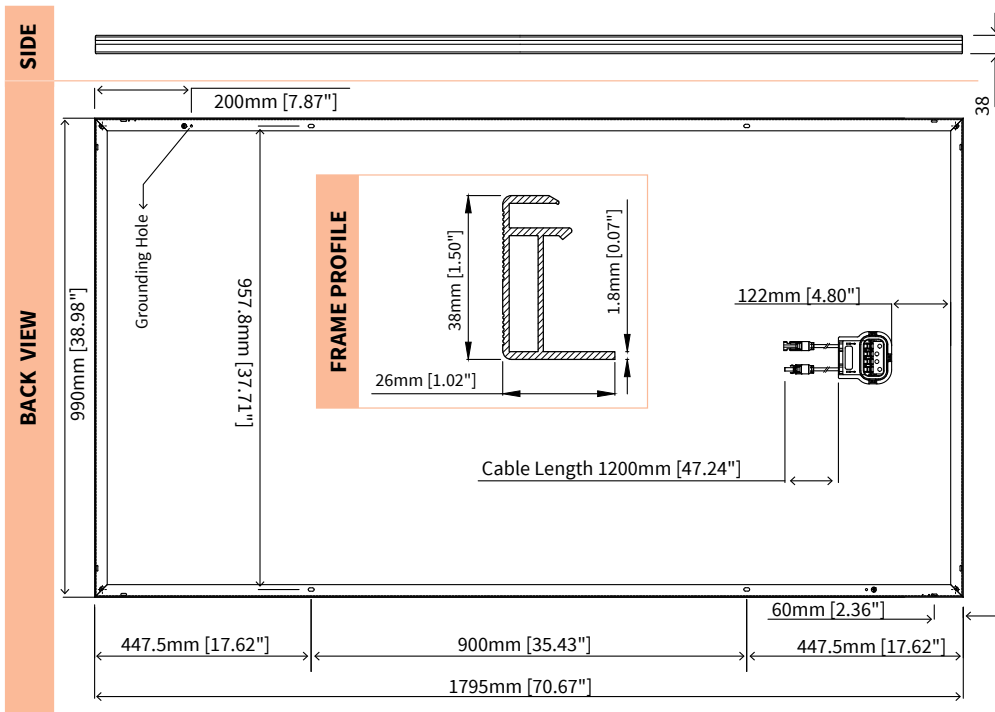 SIDE
38
200mm [7.87"]
BACK VIEW
990mm [38.98"]
Grounding Hole
957.8mm [37.71"]
FRAME PROFILE
38mm [1.50"]
1.8mm [0.07"]
26mm [1.02"]
122mm [4.80"]
Cable Length 1200mm [47.24"]
60mm [2.36"]
447.5mm [17.62"]
900mm [35.43"]
447.5mm [17.62"]
1795mm [70.67"]